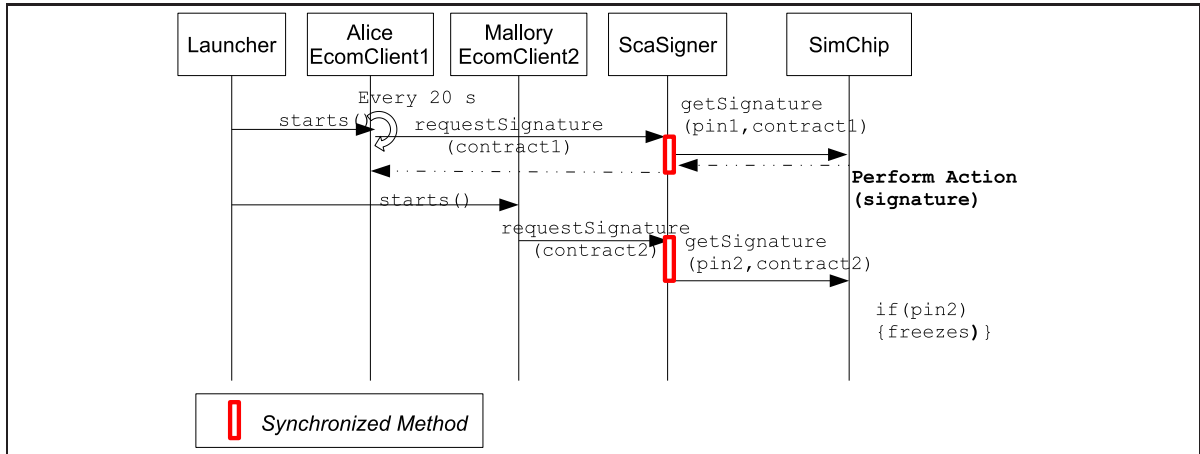 Launcher
Alice
EcomClient1
Mallory
EcomClient2
ScaSigner
SimChip
Every 20 s
starts()
requestSignature
(contract1)
getSignature
(pin1,contract1)
Perform Action
(signature)
starts()
requestSignature
(contract2)
getSignature
(pin2,contract2)
if(pin2)
{freezes)}
Synchronized Method